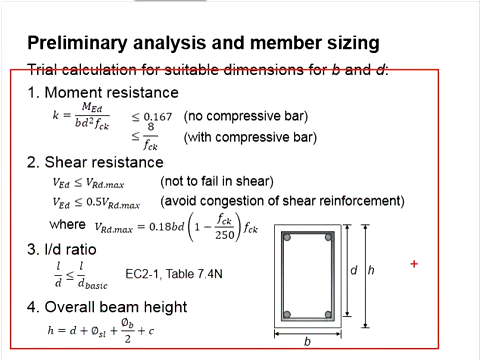 Preliminary analysis and member sizing
Trial calculation for suitable dimensions for b and d:
1. Moment resistance
k = M_Ed / (bd²f_ck) ≤ 0.167 (no compressive bar)
≤ 8/f_ck (with compressive bar)
2. Shear resistance
V_Ed ≤ V_Rd.max (not to fail in shear)
V_Ed ≤ 0.5V_Rd.max (avoid congestion of shear reinforcement)
where V_Rd.max = 0.18bd (1 − f_ck/250) f_ck
3. l/d ratio
l/d ≤ l/d_basic EC2-1, Table 7.4N
4. Overall beam height
h = d + Ø_sl + Ø_b/2 + c
d h
b